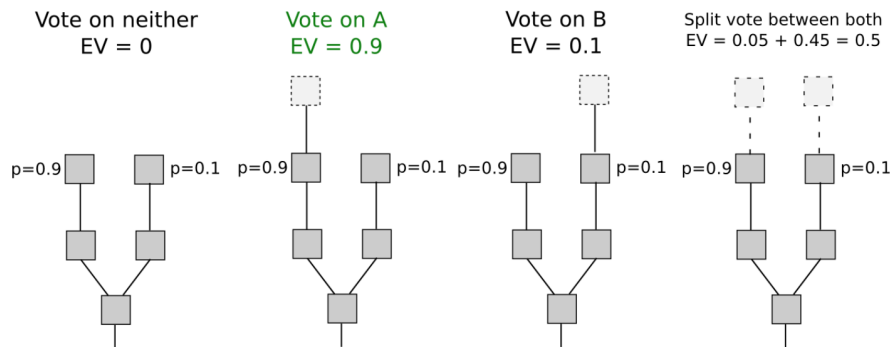 Vote on neither
EV = 0
Vote on A
EV = 0.9
Vote on B
EV = 0.1
Split vote between both
EV = 0.05 + 0.45 = 0.5
p=0.9
p=0.1
p=0.9
p=0.1
p=0.9
p=0.1
p=0.9
p=0.1